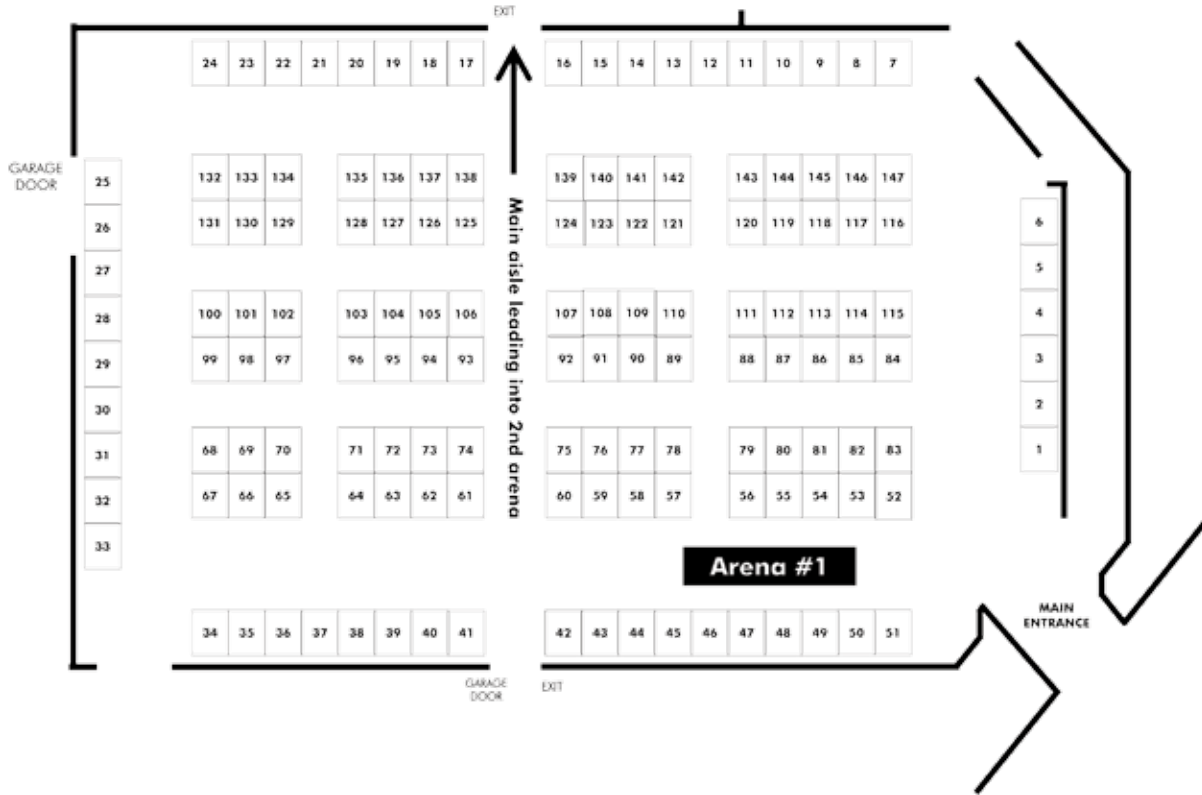 EXIT
24 23 22 21 20 19 18 17 16 15 14 13 12 11 10 9 8 7
GARAGE
DOOR
25
26
27
28
29
30
31
32
33
132 133 134 135 136 137 138 139 140 141 142 143 144 145 146 147
131 130 129 128 127 126 125 124 123 122 121 120 119 118 117 116
100 101 102 103 104 105 106 107 108 109 110 111 112 113 114 115
99 98 97 96 95 94 93 92 91 90 89 88 87 86 85 84
68 69 70 71 72 73 74 75 76 77 78 79 80 81 82 83
67 66 65 64 63 62 61 60 59 58 57 56 55 54 53 52
Main aisle leading into 2nd arena
6
5
4
3
2
1
Arena #1
MAIN
ENTRANCE
34 35 36 37 38 39 40 41 42 43 44 45 46 47 48 49 50 51
GARAGE
DOOR
EXIT